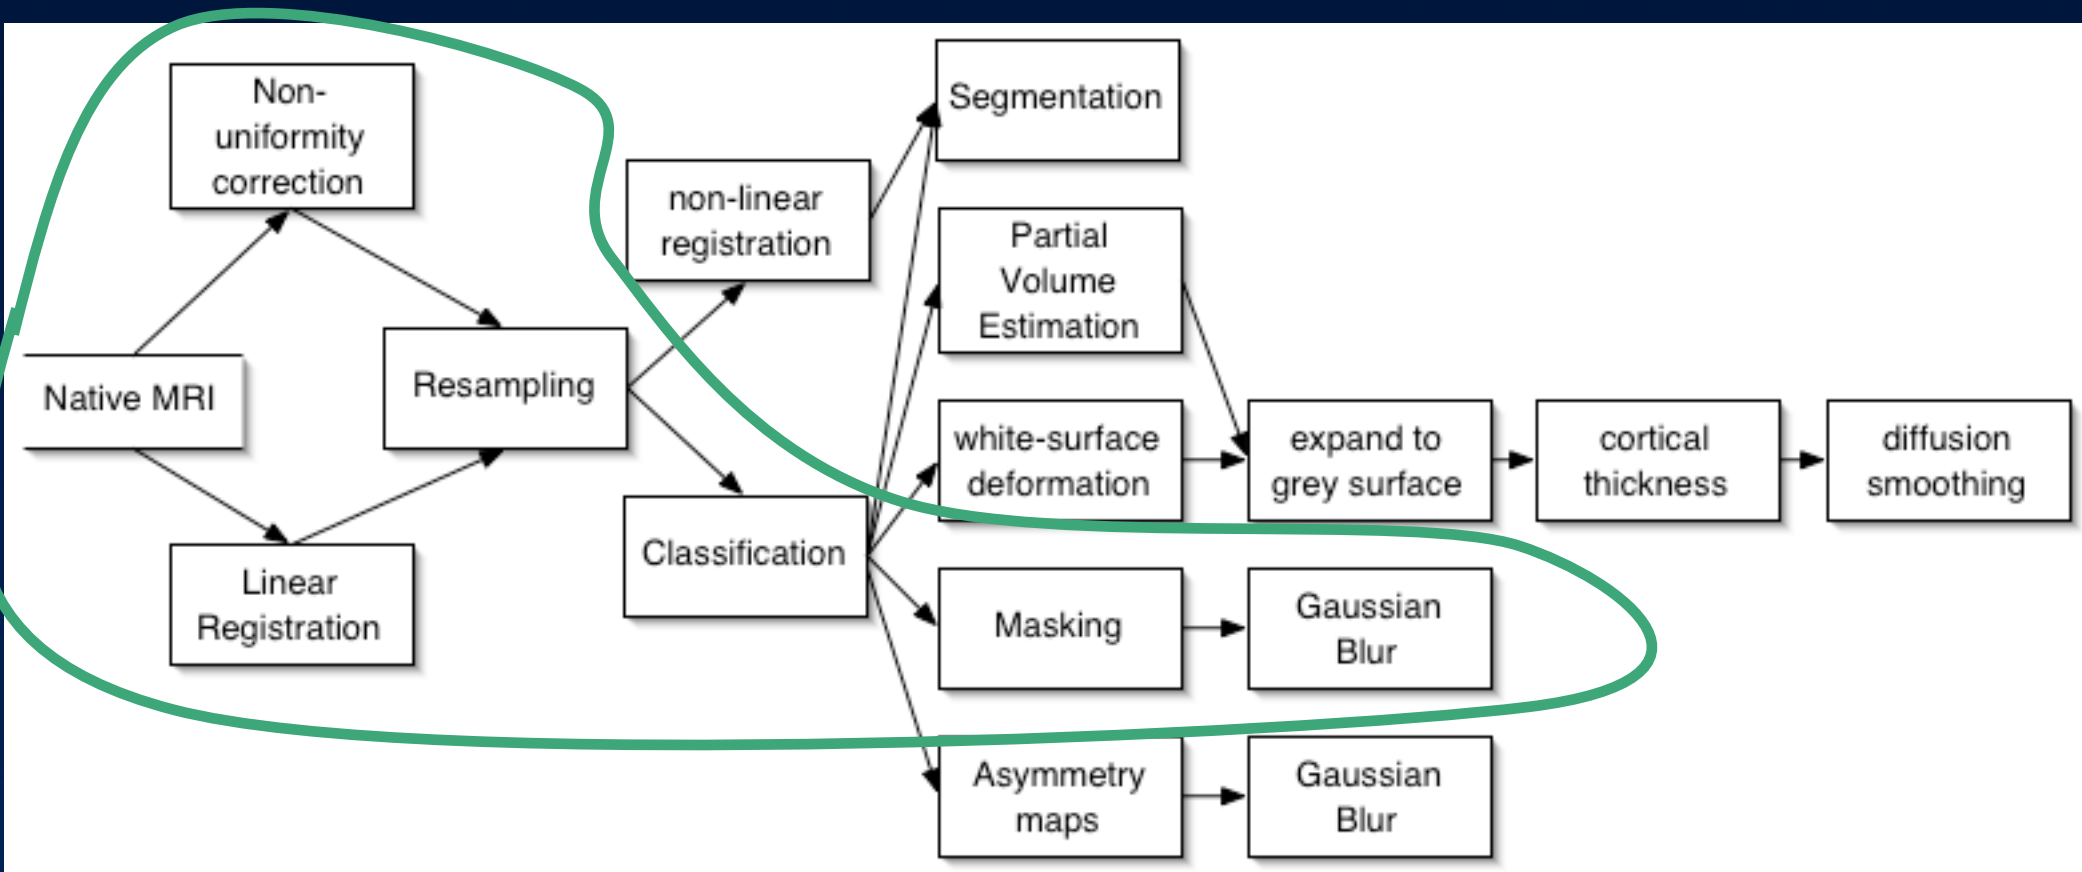 Non-
uniformity
correction
Native MRI
Linear
Registration
Resampling
non-linear
registration
Classification
Segmentation
Partial
Volume
Estimation
white-surface
deformation
Masking
Asymmetry
maps
expand to
grey surface
Gaussian
Blur
Gaussian
Blur
cortical
thickness
diffusion
smoothing